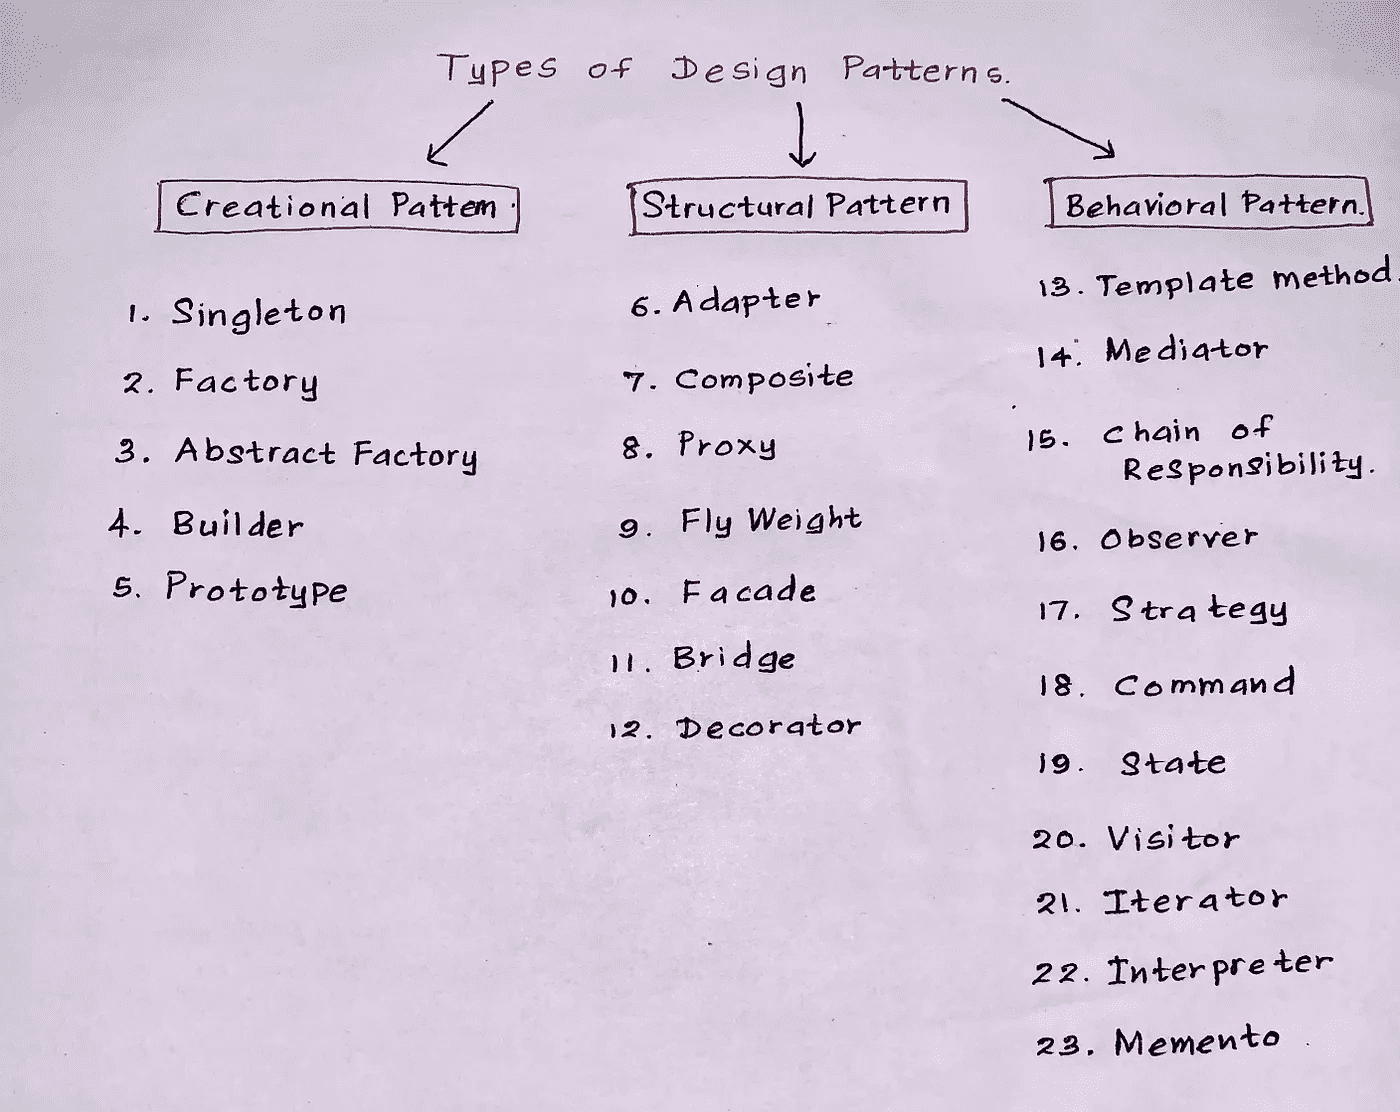 Types of Design Patterns.
Creational Pattern.
1. Singleton
2. Factory
3. Abstract Factory
4. Builder
5. Prototype
Structural Pattern
6. Adapter
7. Composite
8. Proxy
9. Fly Weight
10. Facade
11. Bridge
12. Decorator
Behavioral Pattern.
13. Template method.
14. Mediator
15. Chain of
Responsibility.
16. Observer
17. Strategy
18. Command
19. State
20. Visitor
21. Iterator
22. Interpreter
23. Memento